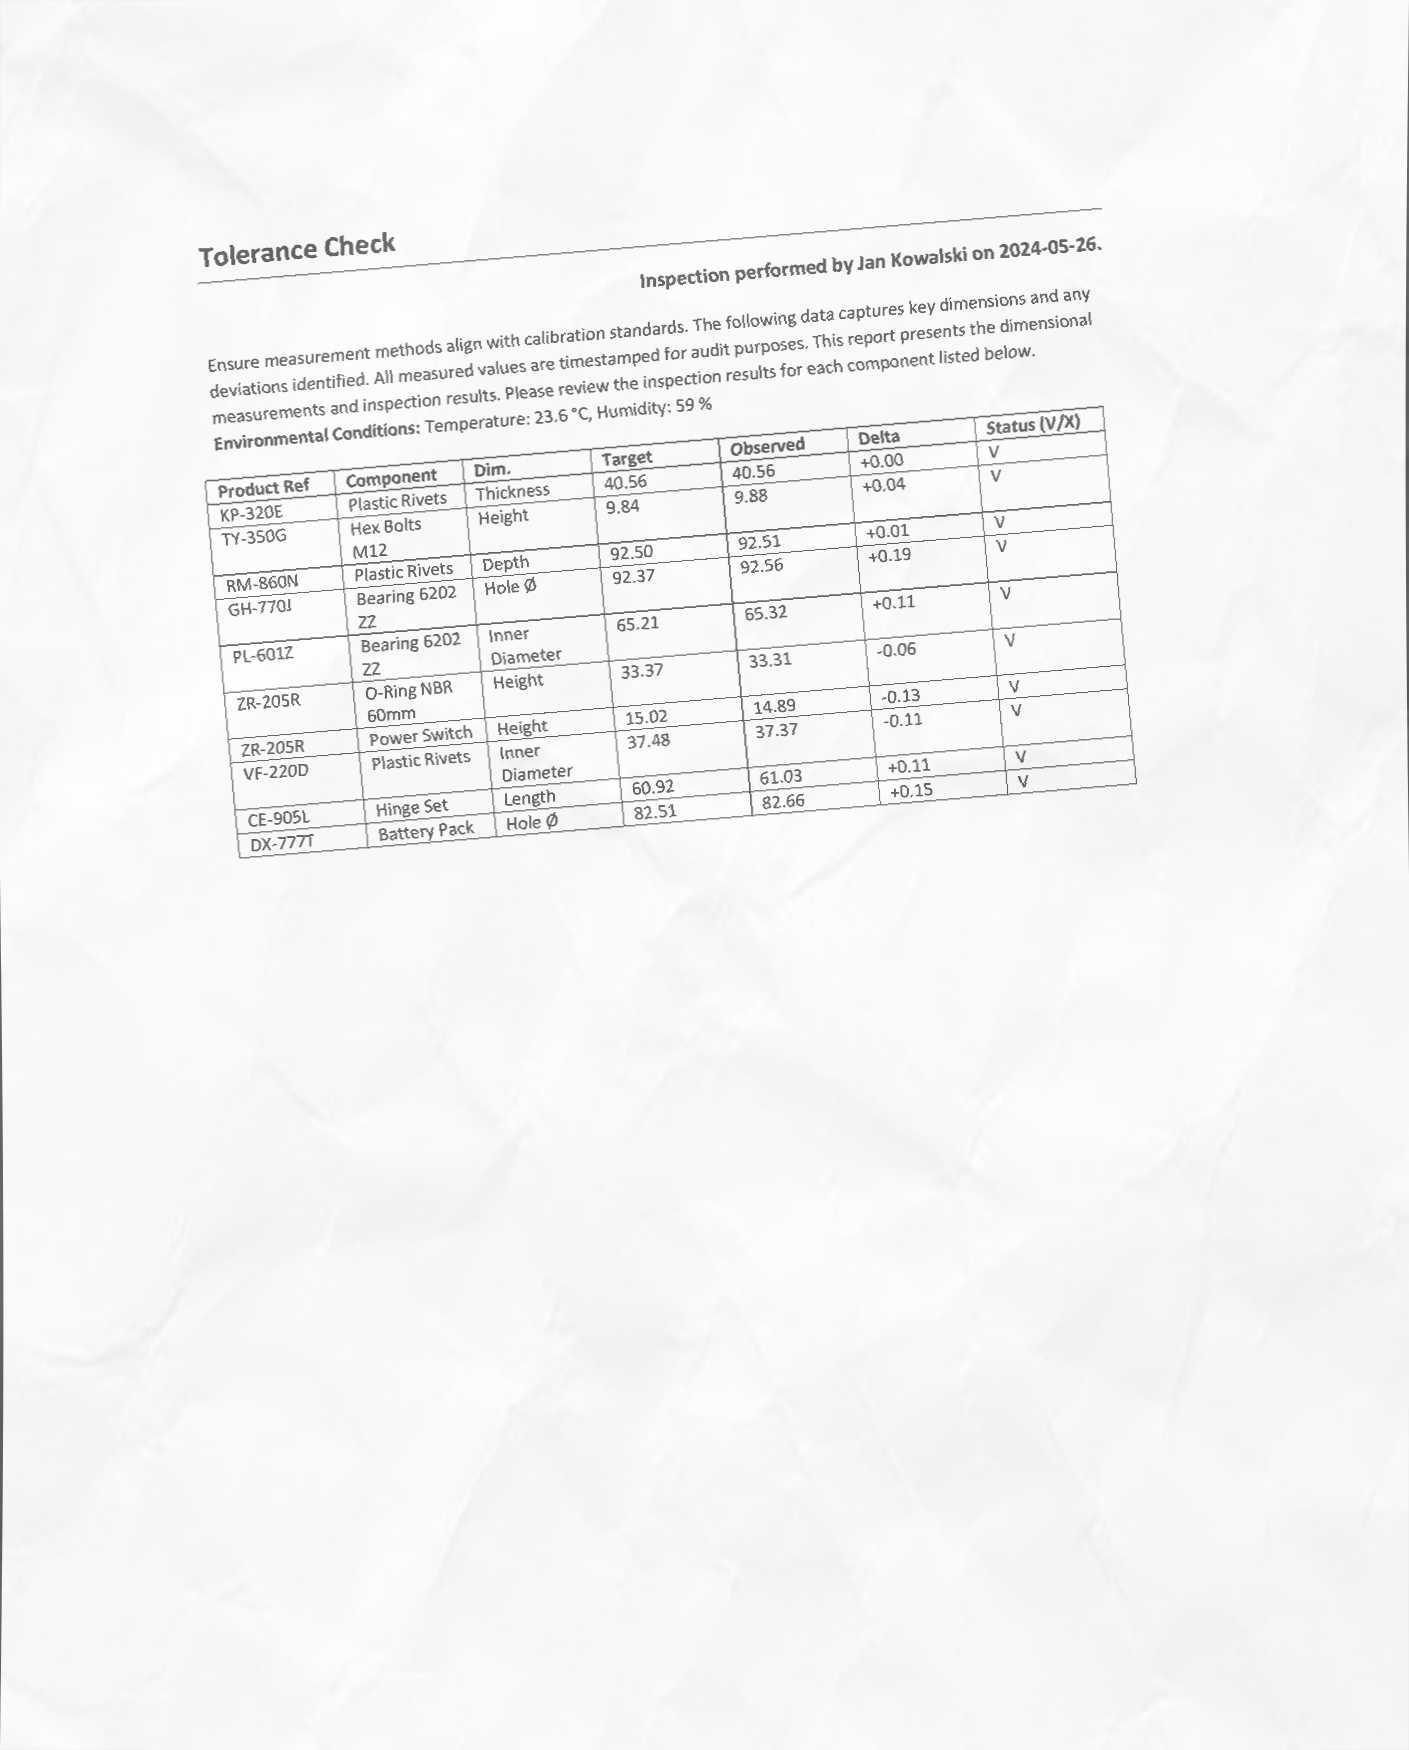 Tolerance Check
Inspection performed by Jan Kowalski on 2024-05-26.
Ensure measurement methods align with calibration standards. The following data captures key dimensions and any
deviations identified. All measured values are timestamped for audit purposes. This report presents the dimensional
measurements and inspection results. Please review the inspection results for each component listed below.
Environmental Conditions: Temperature: 23.6 °C, Humidity: 59 %
Product Ref Component Dim. Target Observed Delta Status (V/X)
KP-320E Plastic Rivets Thickness 40.56 40.56 +0.00 V
TY-350G Hex Bolts Height 9.84 9.88 +0.04 V
M12
RM-860N Plastic Rivets Depth 92.50 92.51 +0.01 V
GH-770J Bearing 6202 Hole Ø 92.37 92.56 +0.19 V
ZZ
PL-601Z Bearing 6202 Inner 65.21 65.32 +0.11 V
ZZ Diameter
ZR-205R O-Ring NBR Height 33.37 33.31 -0.06 V
60mm
ZR-205R Power Switch Height 15.02 14.89 -0.13 V
VF-220D Plastic Rivets Inner 37.48 37.37 -0.11 V
Diameter
CE-905L Hinge Set Length 60.92 61.03 +0.11 V
DX-777T Battery Pack Hole Ø 82.51 82.66 +0.15 V